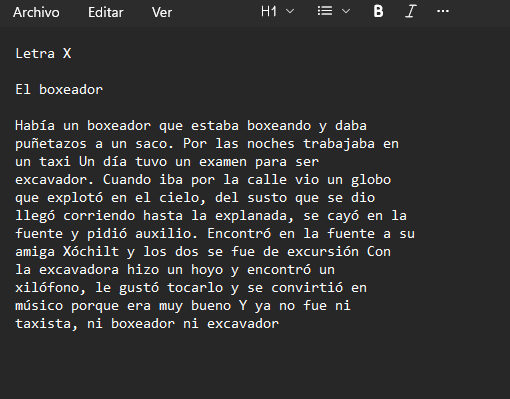 Archivo Editar Ver H1 B I ...
Letra X
El boxeador
Había un boxeador que estaba boxeando y daba
puñetazos a un saco. Por las noches trabajaba en
un taxi Un día tuvo un examen para ser
excavador. Cuando iba por la calle vio un globo
que explotó en el cielo, del susto que se dio
llegó corriendo hasta la explanada, se cayó en la
fuente y pidió auxilio. Encontró en la fuente a su
amiga Xóchilt y los dos se fue de excursión Con
la excavadora hizo un hoyo y encontró un
xilófono, le gustó tocarlo y se convirtió en
músico porque era muy bueno Y ya no fue ni
taxista, ni boxeador ni excavador